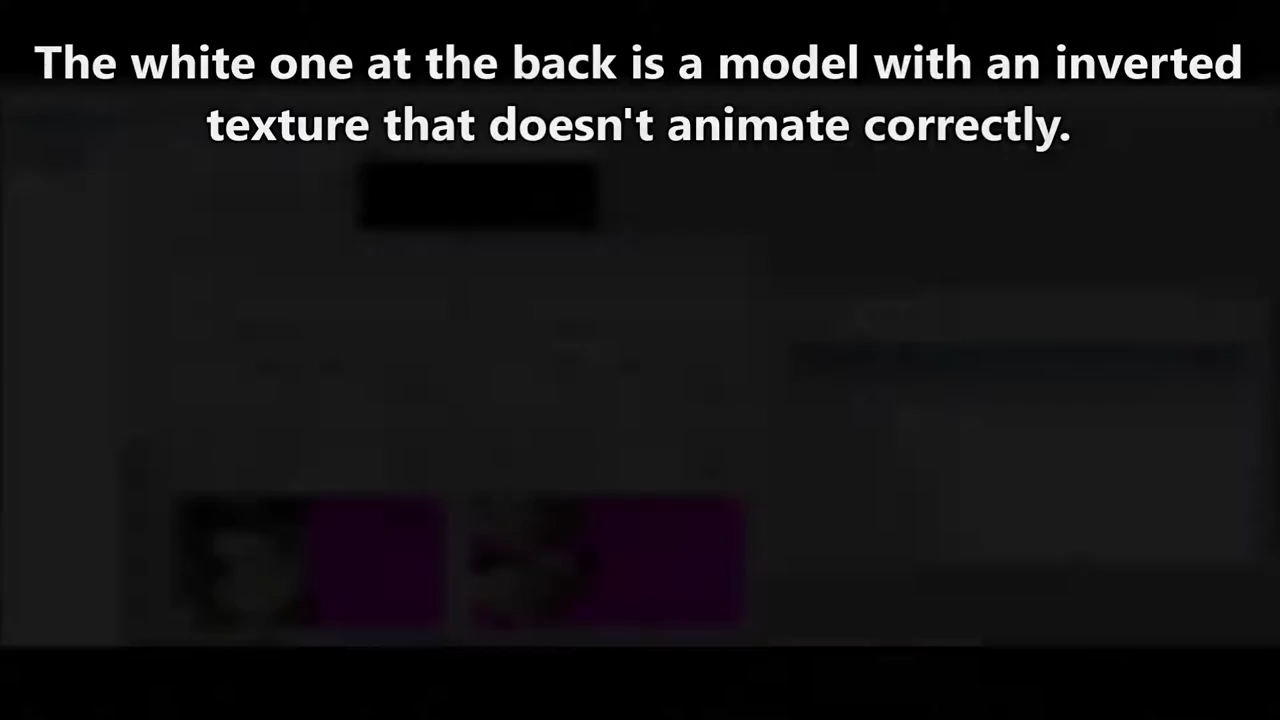 The white one at the back is a model with an inverted
texture that doesn't animate correctly.